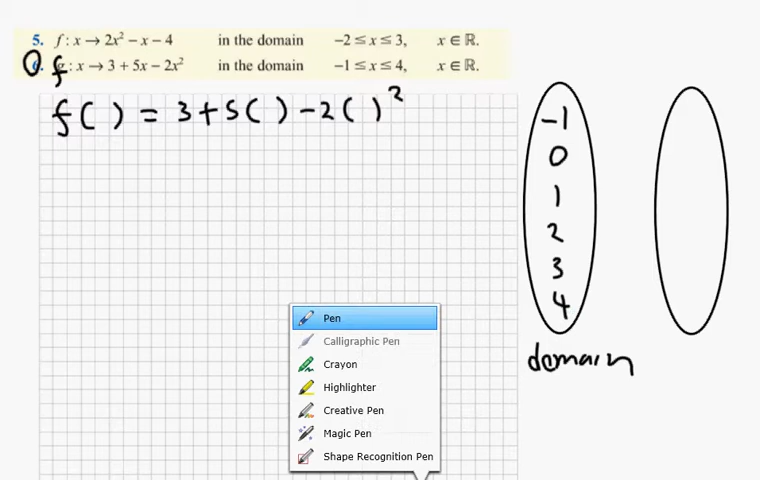 5. f : x → 2x² − x − 4 in the domain −2 ≤ x ≤ 3, x ∈ ℝ.
f : x → 3 + 5x − 2x² in the domain −1 ≤ x ≤ 4, x ∈ ℝ.
f( ) = 3+5( ) −2( )²
−1
0
1
2
3
4
domain
Pen
Calligraphic Pen
Crayon
Highlighter
Creative Pen
Magic Pen
Shape Recognition Pen